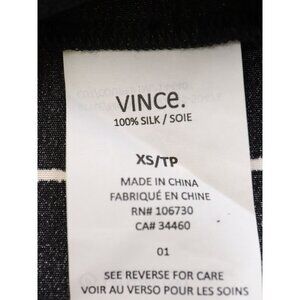 VINCe.
100% SILK / SOIE
XS/TP
MADE IN CHINA
FABRIQUÉ EN CHINE
RN# 106730
CA# 34460
01
SEE REVERSE FOR CARE
VOIR AU VERSO POUR LES SOINS